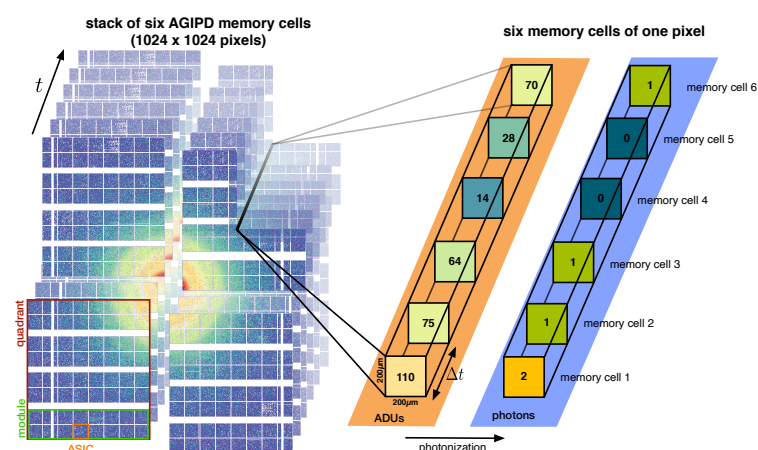 stack of six AGIPD memory cells
(1024 x 1024 pixels)
six memory cells of one pixel
t
70
1
memory cell 6
28
0
memory cell 5
14
0
memory cell 4
64
1
memory cell 3
75
1
memory cell 2
110
2
memory cell 1
200µm
200µm
Δt
quadrant
module
ASIC
ADUs
photons
photonization